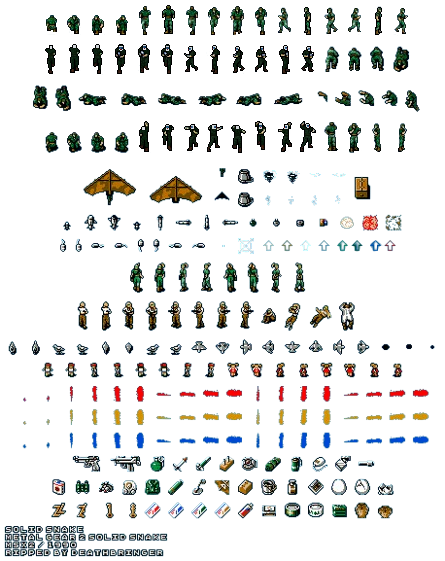 SOLID SNAKE
METAL GEAR 2 SOLID SNAKE
MSX2 / 1990
RIPPED BY DEATHBRINGER